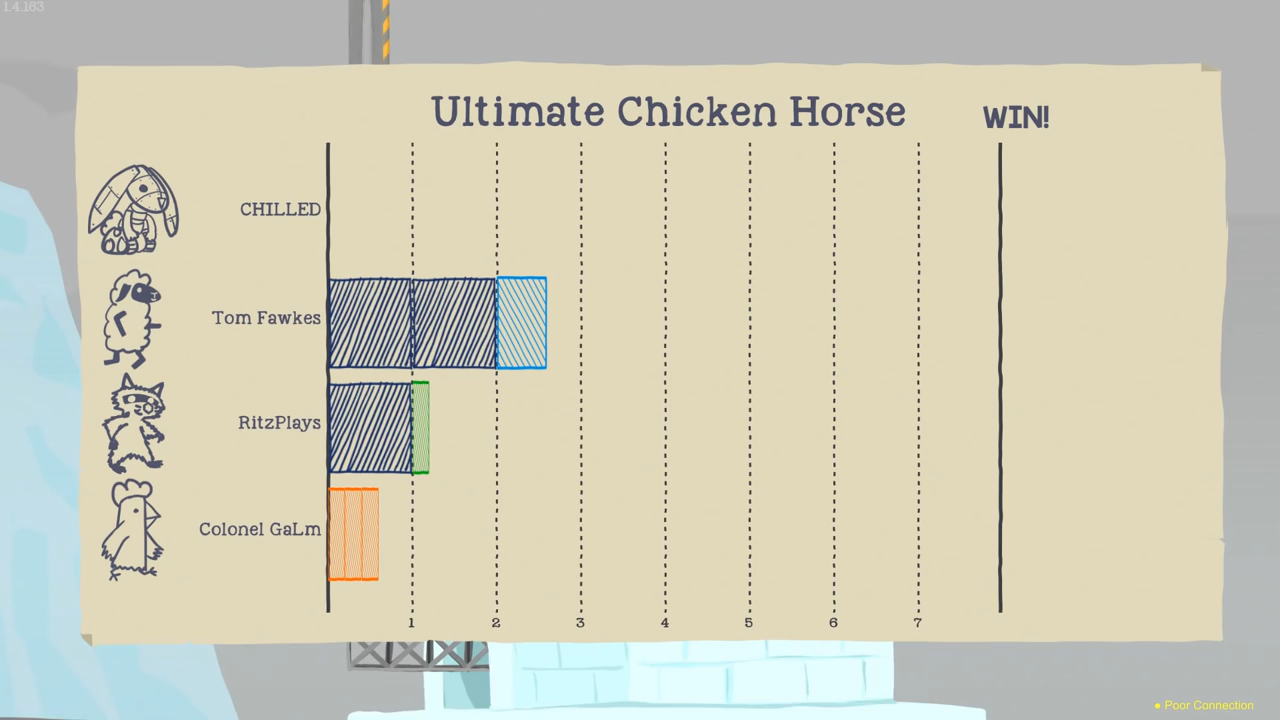 1.4.163
Ultimate Chicken Horse
WIN!
CHILLED
Tom Fawkes
RitzPlays
Colonel GaLm
1 2 3 4 5 6 7
Poor Connection